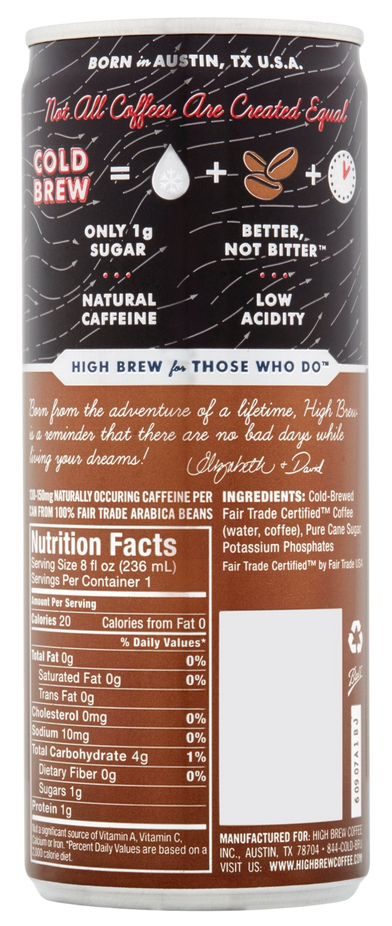 BORN in AUSTIN, TX U.S.A.
Not All Coffees Are Created Equal
COLD
BREW
=
+
+
ONLY 1g
SUGAR
BETTER,
NOT BITTER™
NATURAL
CAFFEINE
LOW
ACIDITY
HIGH BREW for THOSE WHO DO™
Born from the adventure of a lifetime, High Brew
is a reminder that there are no bad days while
living your dreams!
Elizabeth + David
NATURALLY OCCURING CAFFEINE PER
CAN FROM 100% FAIR TRADE ARABICA BEANS
INGREDIENTS: Cold-Brewed
Fair Trade Certified™ Coffee
(water, coffee), Pure Cane Sugar,
Potassium Phosphates
Fair Trade Certified™ by Fair Trade USA
Nutrition Facts
Serving Size 8 fl oz (236 mL)
Servings Per Container 1
Amount Per Serving
Calories 20 Calories from Fat 0
% Daily Values*
Total Fat 0g 0%
Saturated Fat 0g 0%
Trans Fat 0g
Cholesterol 0mg 0%
Sodium 10mg 0%
Total Carbohydrate 4g 1%
Dietary Fiber 0g 0%
Sugars 1g
Protein 1g
Not a significant source of Vitamin A, Vitamin C,
Calcium or Iron. *Percent Daily Values are based on a
2,000 calorie diet.
Ball
60907A1BJ
MANUFACTURED FOR: HIGH BREW COFFEE
INC., AUSTIN, TX 78704 • 844-COLD-BREW
VISIT US: WWW.HIGHBREWCOFFEE.COM